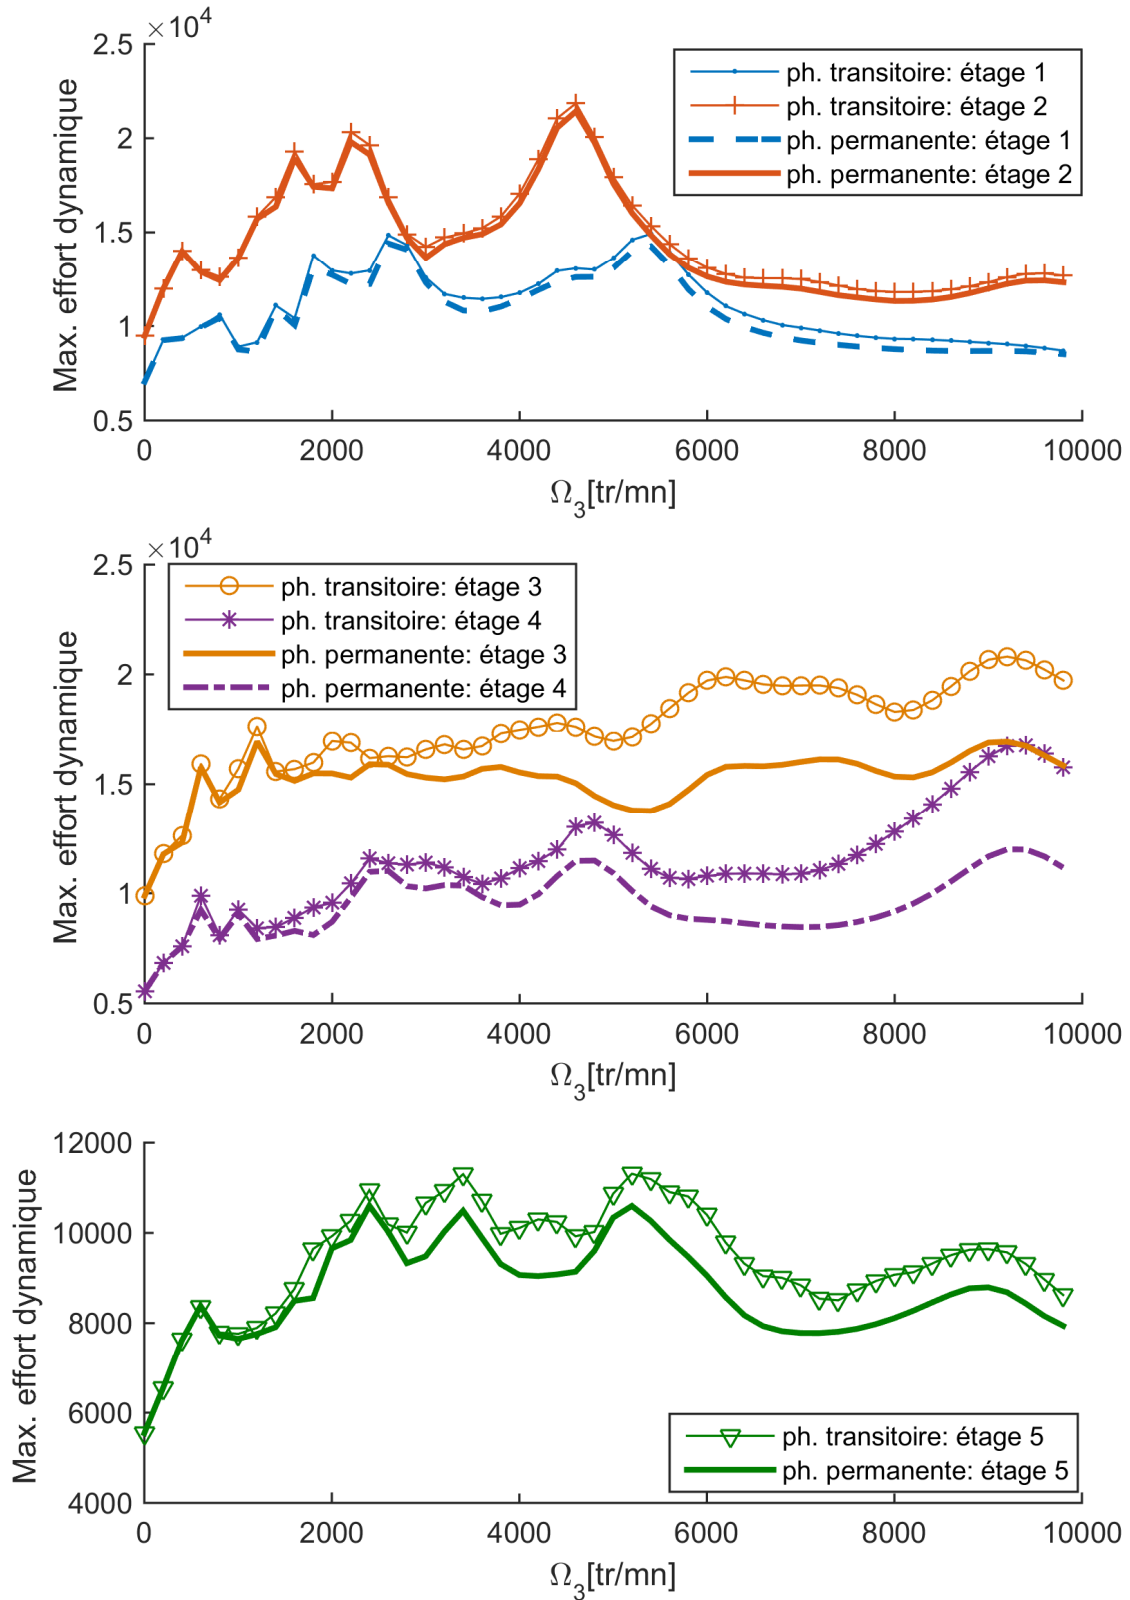 ×10⁴
2.5
2
1.5
1
0.5
Max. effort dynamique
ph. transitoire: étage 1
ph. transitoire: étage 2
ph. permanente: étage 1
ph. permanente: étage 2
0 2000 4000 6000 8000 10000
Ω₃[tr/mn]
×10⁴
2.5
2
1.5
1
0.5
Max. effort dynamique
ph. transitoire: étage 3
ph. transitoire: étage 4
ph. permanente: étage 3
ph. permanente: étage 4
0 2000 4000 6000 8000 10000
Ω₃[tr/mn]
12000
10000
8000
6000
4000
Max. effort dynamique
ph. transitoire: étage 5
ph. permanente: étage 5
0 2000 4000 6000 8000 10000
Ω₃[tr/mn]